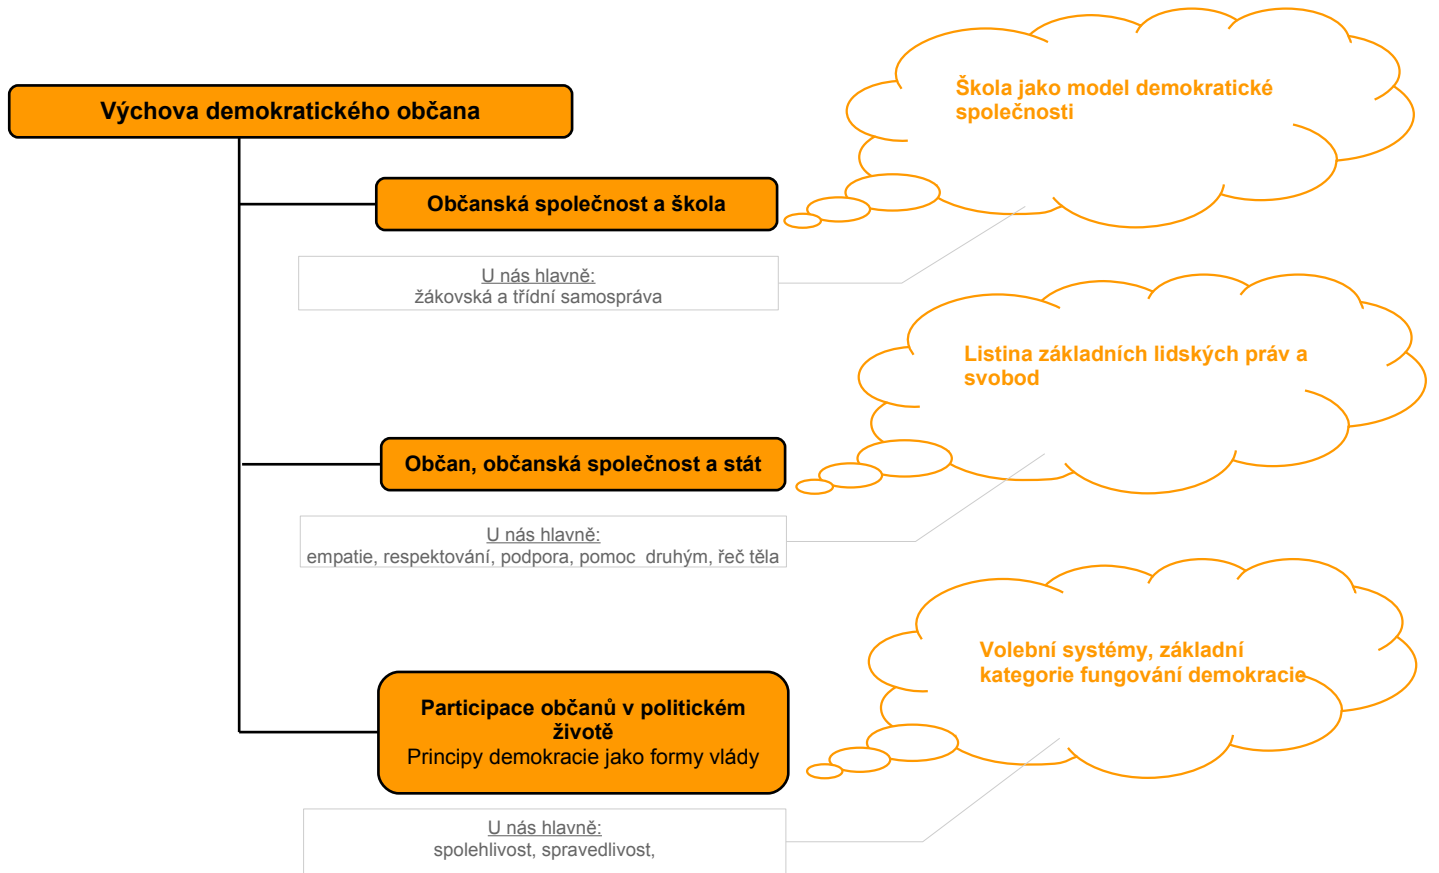 Výchova demokratického občana
Škola jako model demokratické
společnosti
Občanská společnost a škola
U nás hlavně:
žákovská a třídní samospráva
Listina základních lidských práv a
svobod
Občan, občanská společnost a stát
U nás hlavně:
empatie, respektování, podpora, pomoc  druhým, řeč těla
Volební systémy, základní
kategorie fungování demokracie
Participace občanů v politickém
životě
Principy demokracie jako formy vlády
U nás hlavně:
spolehlivost, spravedlivost,